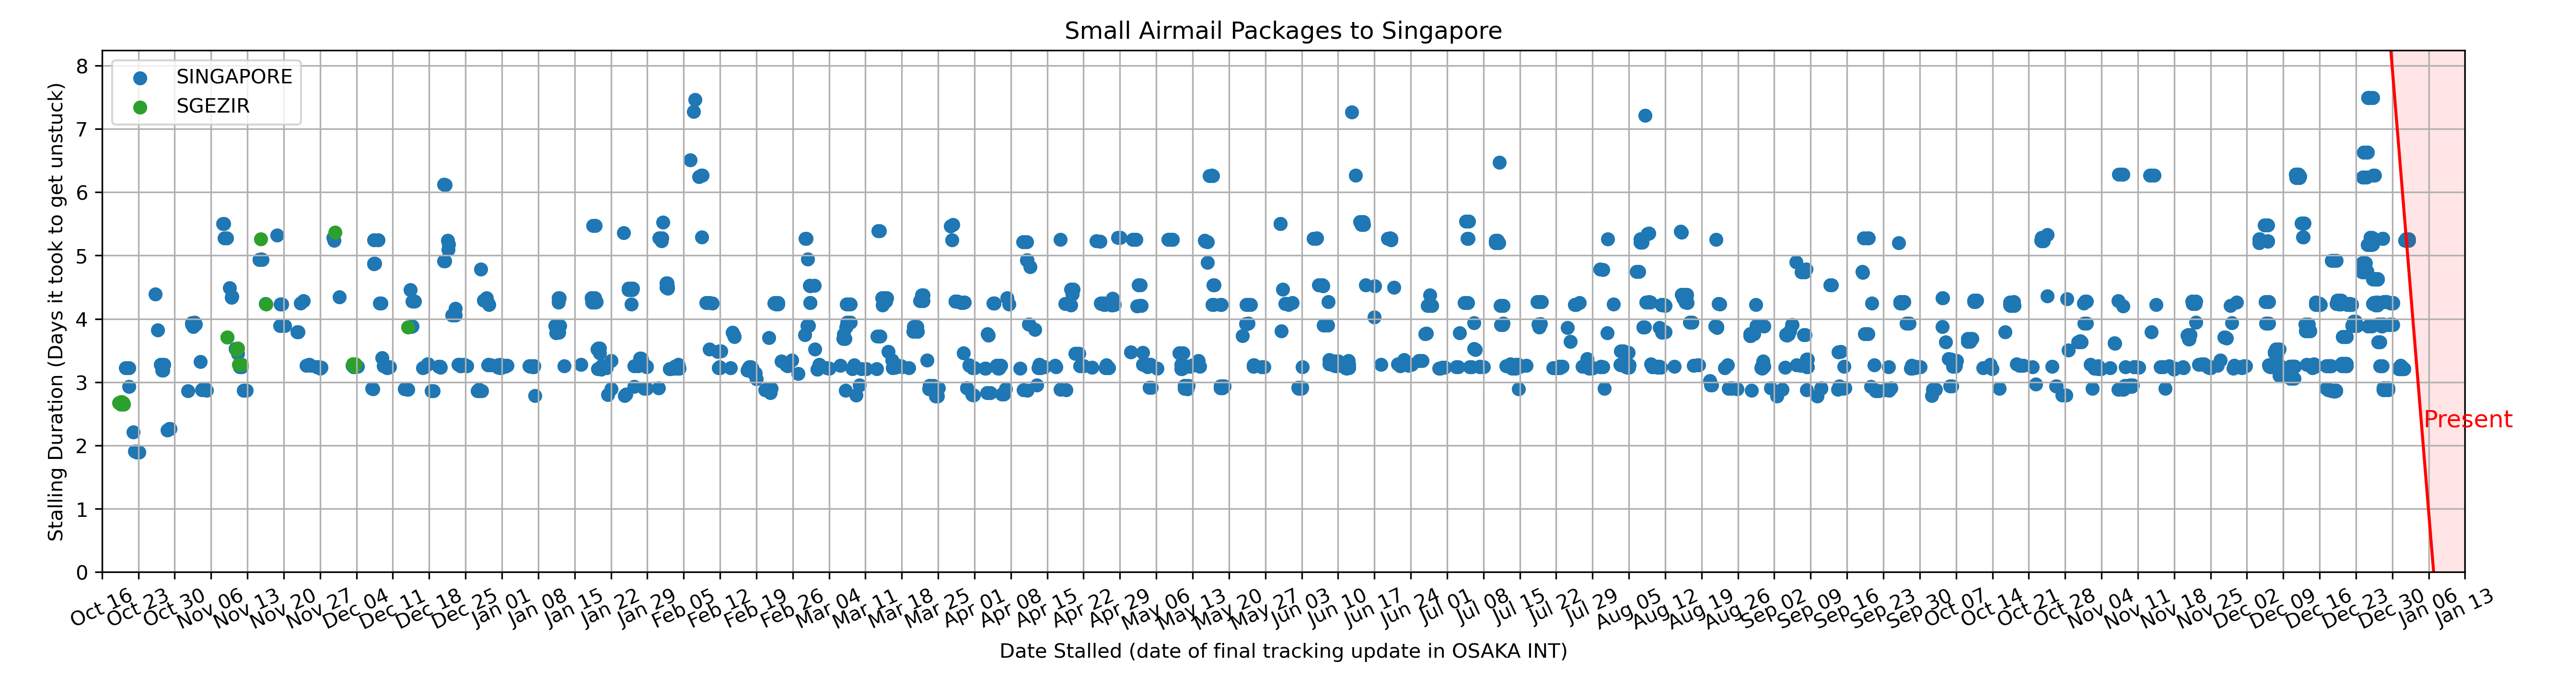 Small Airmail Packages to Singapore
Stalling Duration (Days it took to get unstuck)
8
7
6
5
4
3
2
1
0
SINGAPORE
SGEZIR
Present
Oct 16
Oct 23
Oct 30
Nov 06
Nov 13
Nov 20
Nov 27
Dec 04
Dec 11
Dec 18
Dec 25
Jan 01
Jan 08
Jan 15
Jan 22
Jan 29
Feb 05
Feb 12
Feb 19
Feb 26
Mar 04
Mar 11
Mar 18
Mar 25
Apr 01
Apr 08
Apr 15
Apr 22
Apr 29
May 06
May 13
May 20
May 27
Jun 03
Jun 10
Jun 17
Jun 24
Jul 01
Jul 08
Jul 15
Jul 22
Jul 29
Aug 05
Aug 12
Aug 19
Aug 26
Sep 02
Sep 09
Sep 16
Sep 23
Sep 30
Oct 07
Oct 14
Oct 21
Oct 28
Nov 04
Nov 11
Nov 18
Nov 25
Dec 02
Dec 09
Dec 16
Dec 23
Dec 30
Jan 06
Jan 13
Date Stalled (date of final tracking update in OSAKA INT)